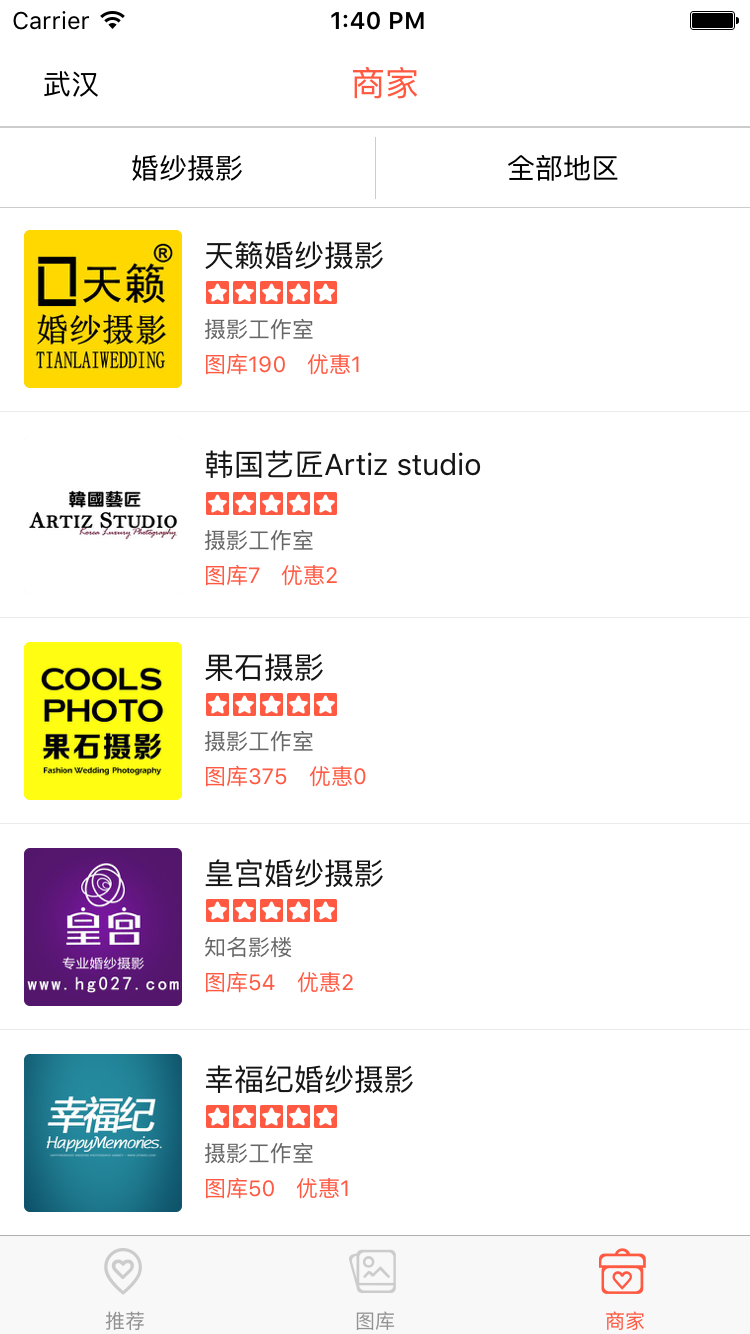 Carrier 1:40 PM
武汉 商家
婚纱摄影 全部地区
®
天籁
婚纱摄影
TIANLAIWEDDING
天籁婚纱摄影
摄影工作室
图库190 优惠1
韓國藝匠
ARTIZ STUDIO
Korea Luxury Photography
韩国艺匠Artiz studio
摄影工作室
图库7 优惠2
COOLS
PHOTO
果石摄影
Fashion Wedding Photography
果石摄影
摄影工作室
图库375 优惠0
皇宫
专业婚纱摄影
www.hg027.com
皇宫婚纱摄影
知名影楼
图库54 优惠2
幸福纪
HappyMemories.
幸福纪婚纱摄影
摄影工作室
图库50 优惠1
推荐 图库 商家